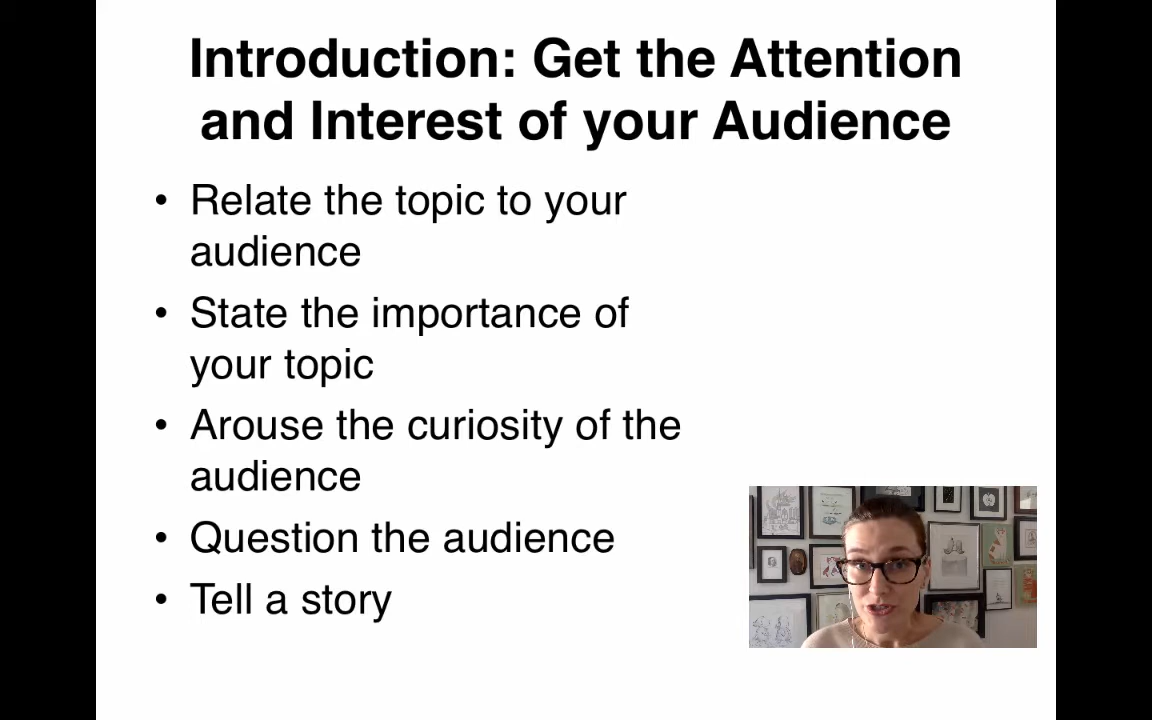 Introduction: Get the Attention
and Interest of your Audience
• Relate the topic to your
audience
• State the importance of
your topic
• Arouse the curiosity of the
audience
• Question the audience
• Tell a story